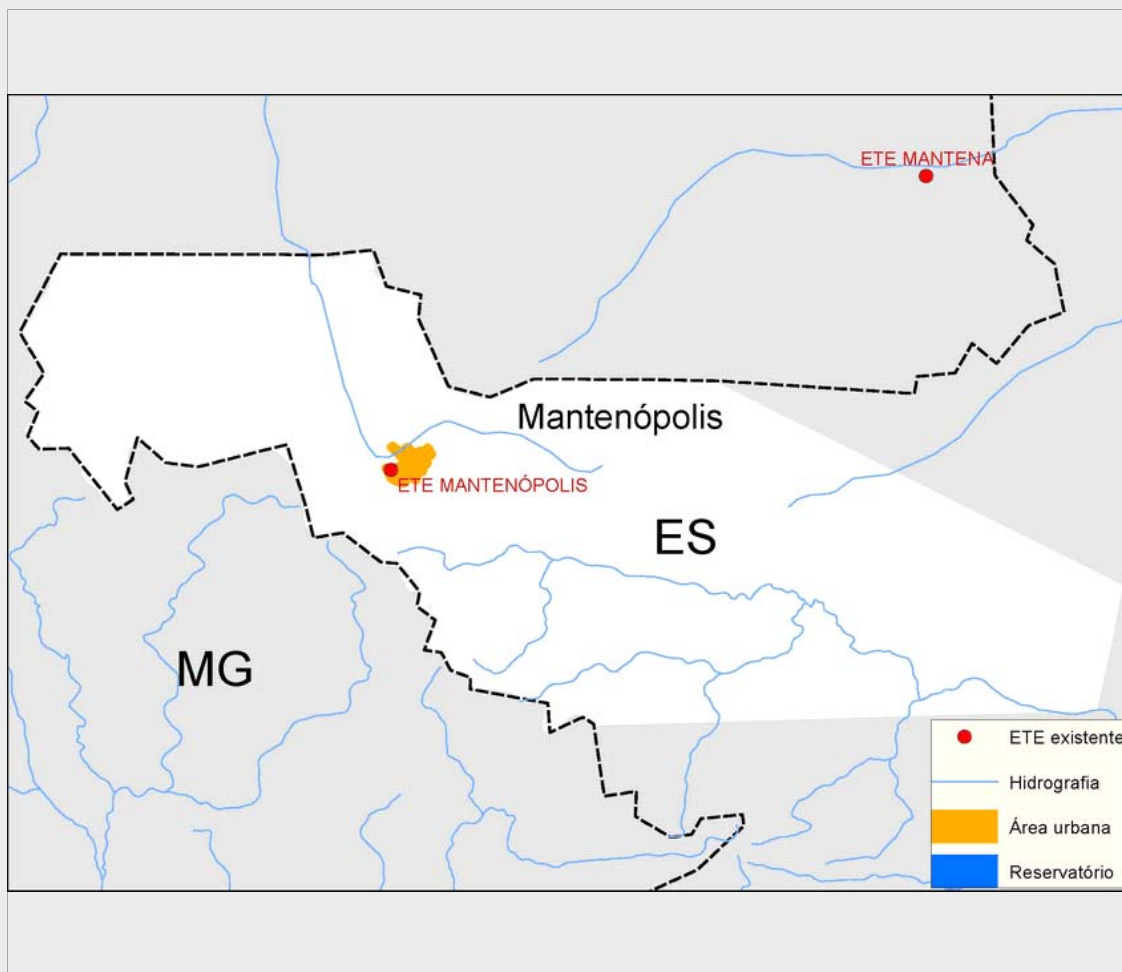 ETE MANTENA
Mantenópolis
ETE MANTENÓPOLIS
ES
MG
ETE existente
Hidrografia
Área urbana
Reservatório